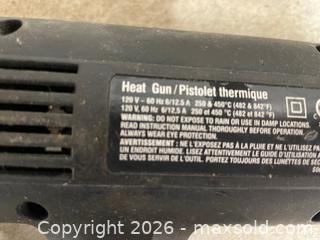 Heat Gun/Pistolet thermique
120 V ~ 60 Hz 6/12.5 A 250 & 450°C (482 & 842°F)
120 V, 60 Hz 6/12.5 A 250 et 450°C (482 et 842°F)
WARNING: DO NOT EXPOSE TO RAIN OR USE IN DAMP LOCATIONS.
READ INSTRUCTION MANUAL THOROUGHLY BEFORE OPERATION.
ALWAYS WEAR EYE PROTECTION.
AVERTISSEMENT : NE L'EXPOSEZ PAS À LA PLUIE ET NE L'UTILISEZ
UN ENDROIT HUMIDE. LISEZ ATTENTIVEMENT LE GUIDE D'UTILISATION A
DE VOUS SERVIR DE L'OUTIL. PORTEZ TOUJOURS DES LUNETTES DE SÉC
© 2026 - maxsold.com